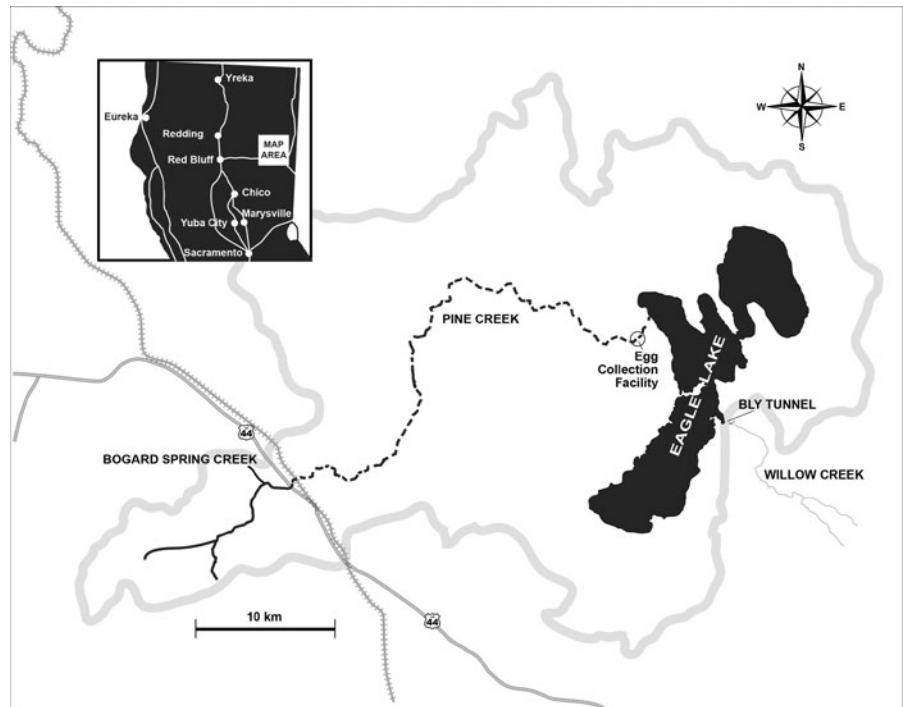 N
W
E
S
Yreka
Eureka
Redding
MAP
AREA
Red Bluff
Chico
Marysville
Yuba City
Sacramento
PINE CREEK
Egg
Collection
Facility
EAGLE LAKE
BLY TUNNEL
WILLOW CREEK
44
BOGARD SPRING CREEK
10 km
44